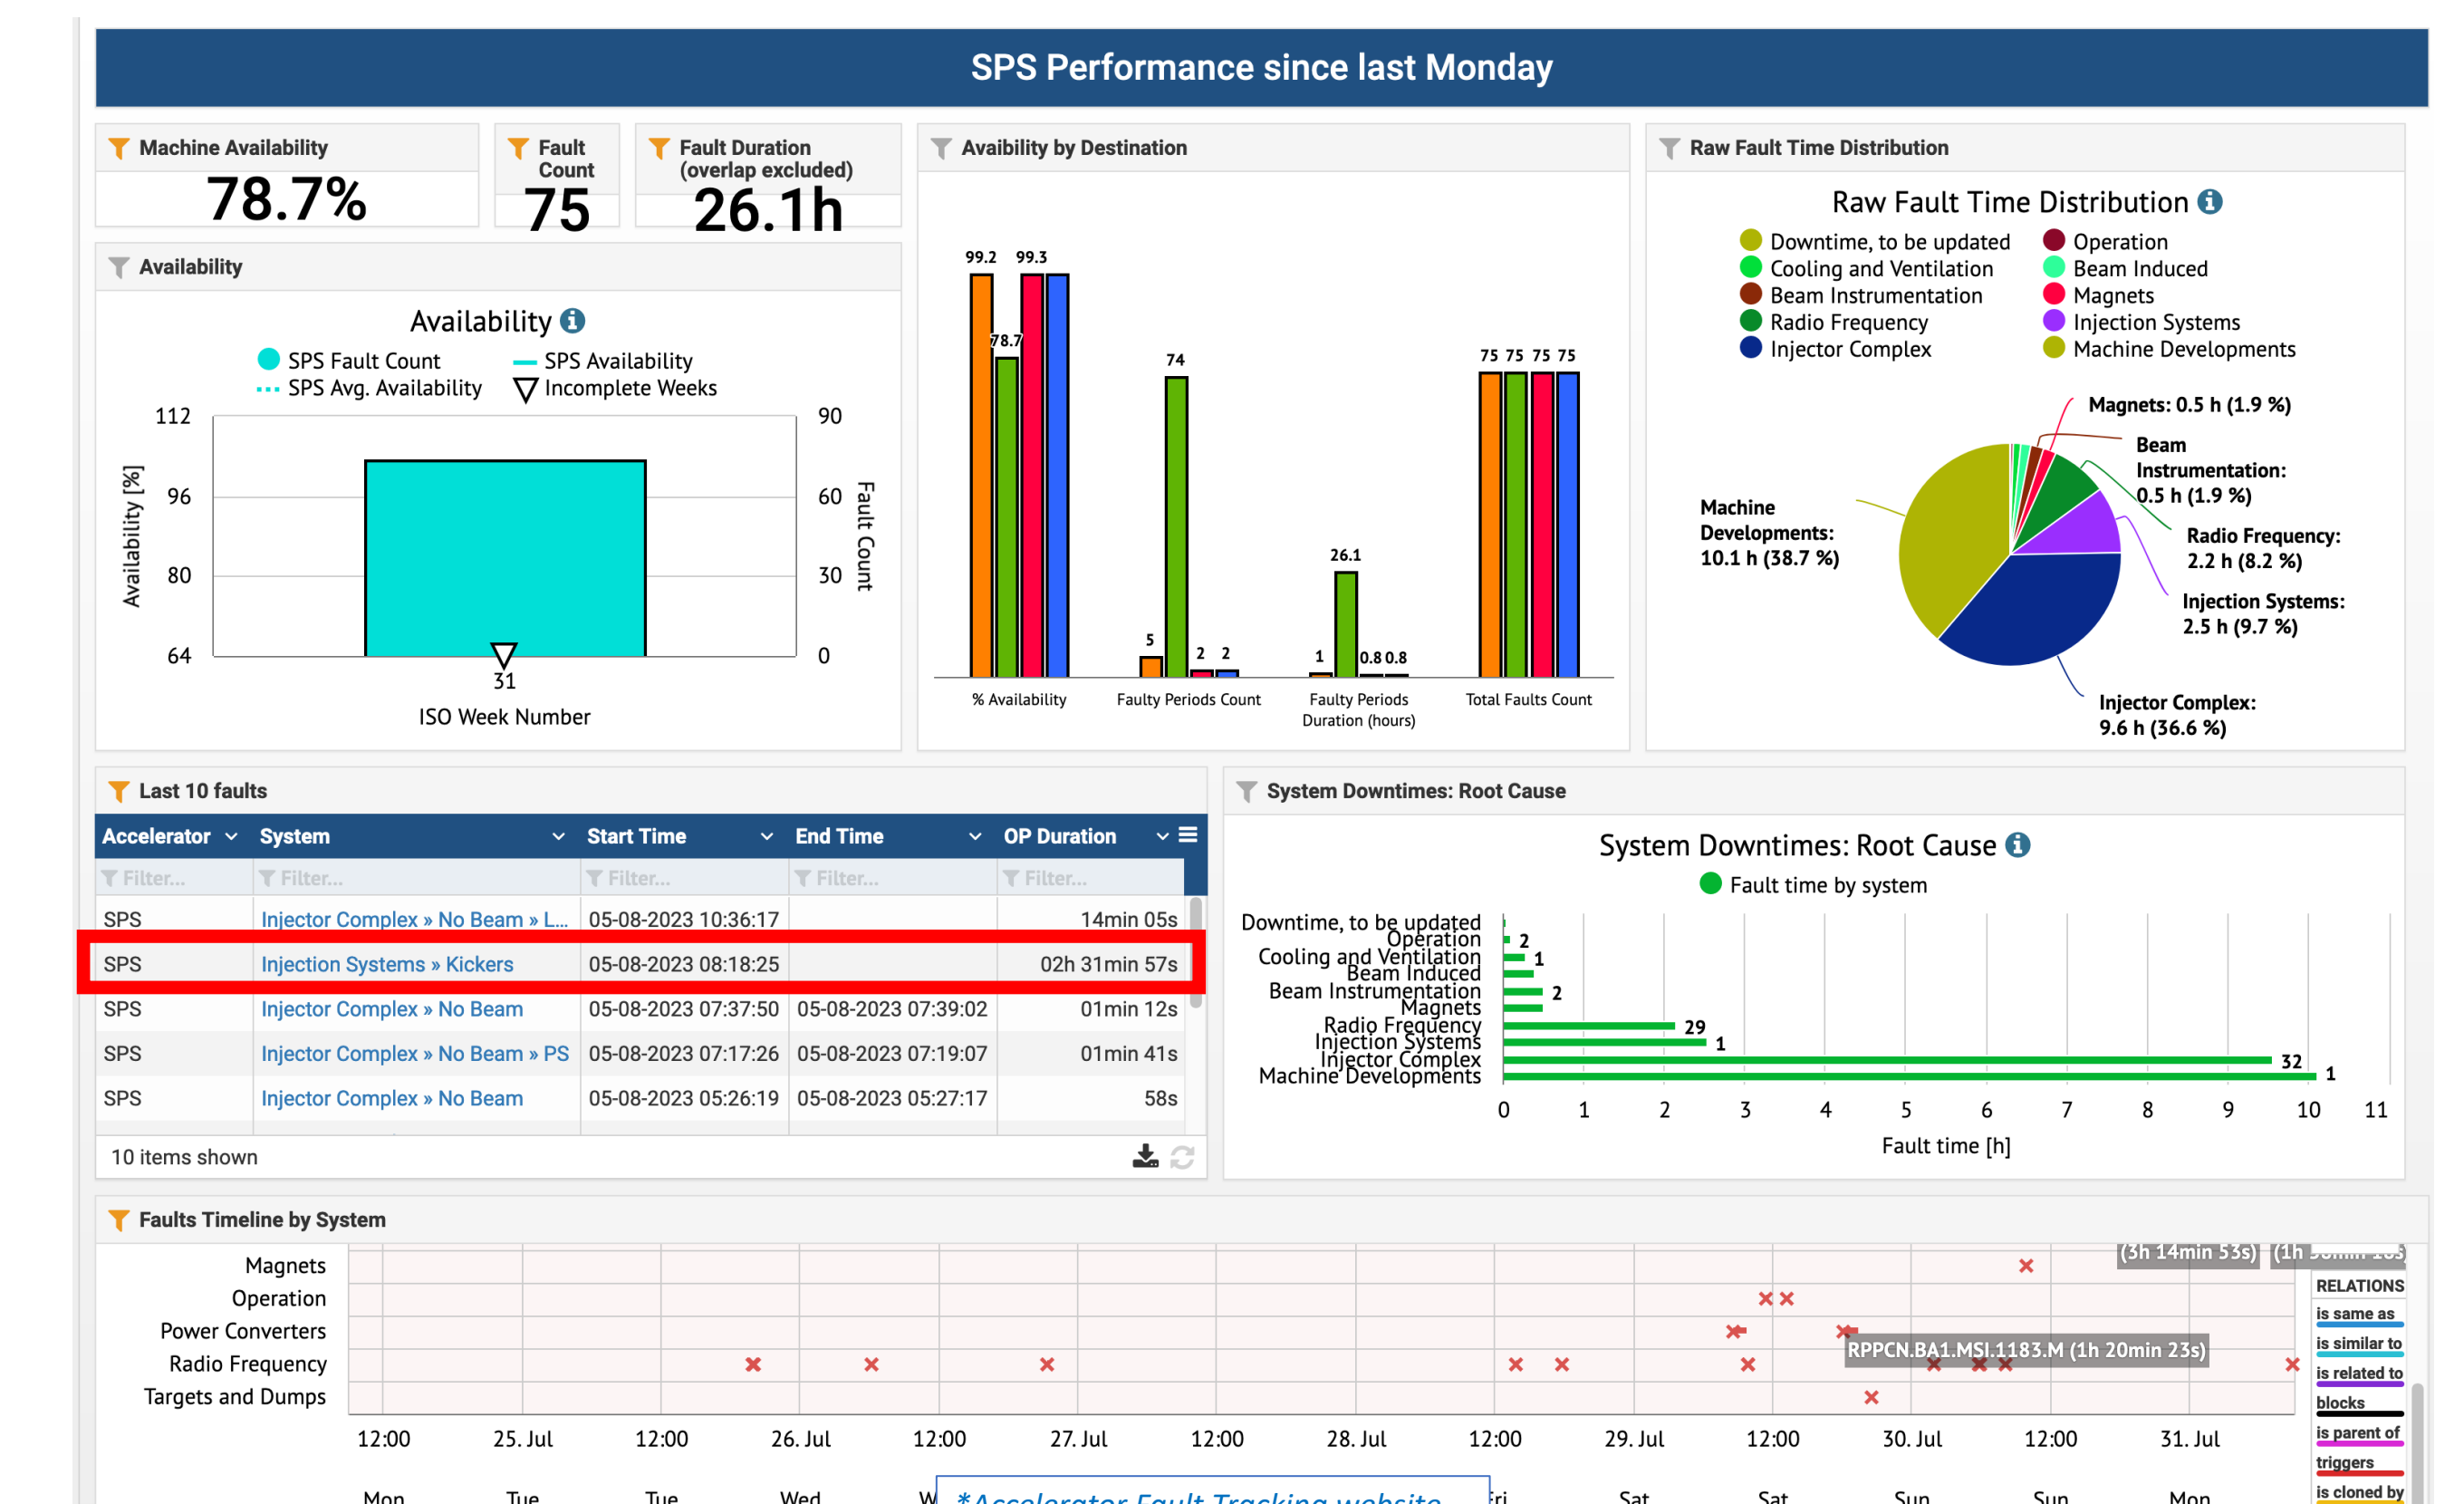 SPS Performance since last Monday
Machine Availability
78.7%
Fault
Count
75
Fault Duration
(overlap excluded)
26.1h
Availability
Availability
SPS Fault Count
SPS Availability
SPS Avg. Availability
Incomplete Weeks
112
96
80
64
Availability [%]
90
60
30
0
Fault Count
31
ISO Week Number
Avaibility by Destination
99.2
99.3
78.7
5
74
2
2
1
26.1
0.8
0.8
75
75
75
75
% Availability
Faulty Periods Count
Faulty Periods
Duration (hours)
Total Faults Count
Raw Fault Time Distribution
Raw Fault Time Distribution
Downtime, to be updated
Operation
Cooling and Ventilation
Beam Induced
Beam Instrumentation
Magnets
Radio Frequency
Injection Systems
Injector Complex
Machine Developments
Magnets: 0.5 h (1.9 %)
Beam
Instrumentation:
0.5 h (1.9 %)
Machine
Developments:
10.1 h (38.7 %)
Radio Frequency:
2.2 h (8.2 %)
Injection Systems:
2.5 h (9.7 %)
Injector Complex:
9.6 h (36.6 %)
Last 10 faults
Accelerator System Start Time End Time OP Duration
Filter... Filter... Filter... Filter... Filter...
SPS Injector Complex » No Beam » L... 05-08-2023 10:36:17 14min 05s
SPS Injection Systems » Kickers 05-08-2023 08:18:25 02h 31min 57s
SPS Injector Complex » No Beam 05-08-2023 07:37:50 05-08-2023 07:39:02 01min 12s
SPS Injector Complex » No Beam » PS 05-08-2023 07:17:26 05-08-2023 07:19:07 01min 41s
SPS Injector Complex » No Beam 05-08-2023 05:26:19 05-08-2023 05:27:17 58s
10 items shown
System Downtimes: Root Cause
System Downtimes: Root Cause
Fault time by system
Downtime, to be updated
Operation 2
Cooling and Ventilation 1
Beam Induced
Beam Instrumentation 2
Magnets
Radio Frequency 29
Injection Systems 1
Injector Complex 32
Machine Developments 1
0 1 2 3 4 5 6 7 8 9 10 11
Fault time [h]
Faults Timeline by System
Magnets
Operation
Power Converters
Radio Frequency
Targets and Dumps
(3h 14min 53s)
(1h
RPPCN.BA1.MSI.1183.M (1h 20min 23s)
RELATIONS
is same as
is similar to
is related to
blocks
is parent of
triggers
is cloned by
12:00 25. Jul 12:00 26. Jul 12:00 27. Jul 12:00 28. Jul 12:00 29. Jul 12:00 30. Jul 12:00 31. Jul
Mon Tue Tue Wed Fri Sat Sat Sun Sun Mon
*Accelerator Fault Tracking website